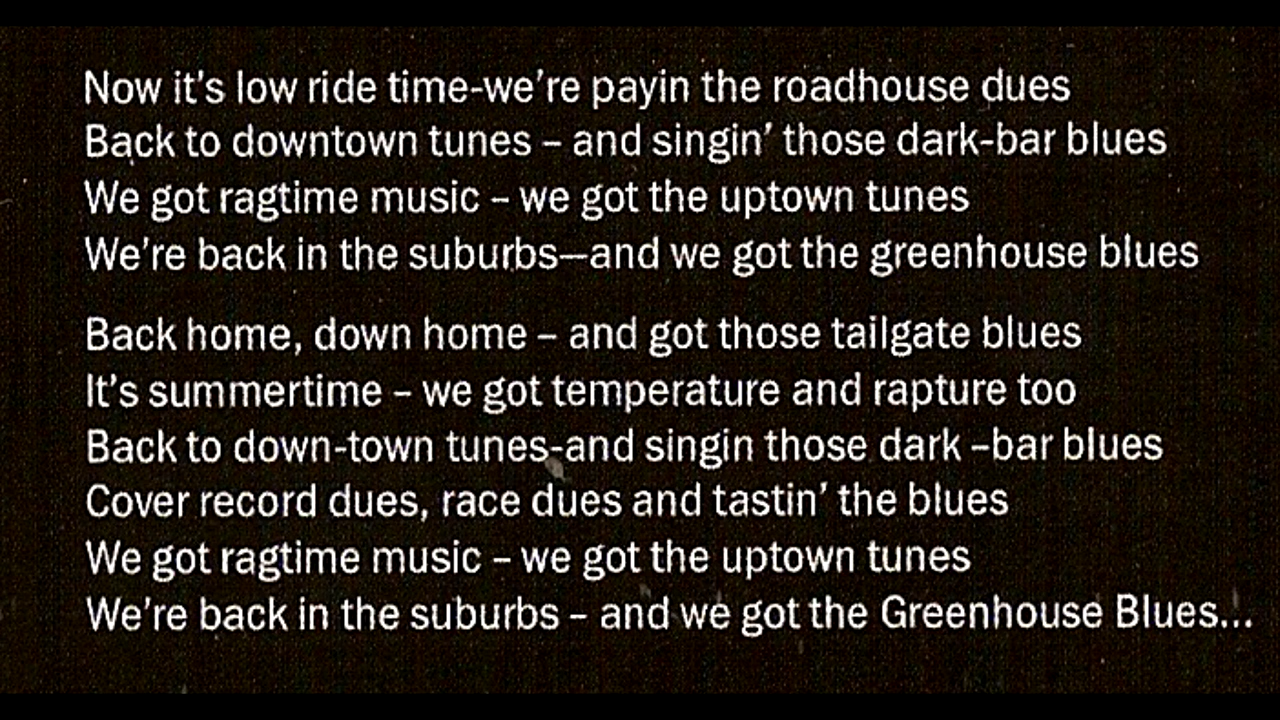 Now it's low ride time-we're payin the roadhouse dues
Back to downtown tunes – and singin' those dark-bar blues
We got ragtime music – we got the uptown tunes
We're back in the suburbs—and we got the greenhouse blues
Back home, down home – and got those tailgate blues
It's summertime – we got temperature and rapture too
Back to down-town tunes-and singin those dark –bar blues
Cover record dues, race dues and tastin' the blues
We got ragtime music – we got the uptown tunes
We're back in the suburbs – and we got the Greenhouse Blues...